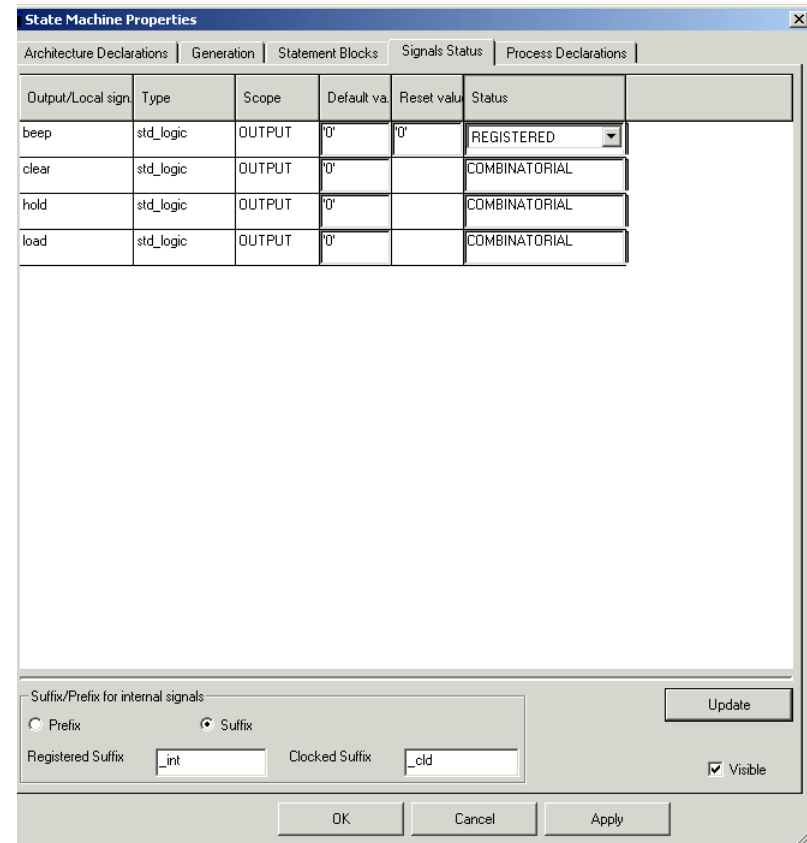 State Machine Properties
Architecture Declarations Generation Statement Blocks Signals Status Process Declarations
Output/Local sign. Type Scope Default va. Reset valu Status
beep std_logic OUTPUT '0' '0' REGISTERED
clear std_logic OUTPUT '0' COMBINATORIAL
hold std_logic OUTPUT '0' COMBINATORIAL
load std_logic OUTPUT '0' COMBINATORIAL
Suffix/Prefix for internal signals
Update
Prefix Suffix
Registered Suffix _int Clocked Suffix _cld
Visible
OK Cancel Apply